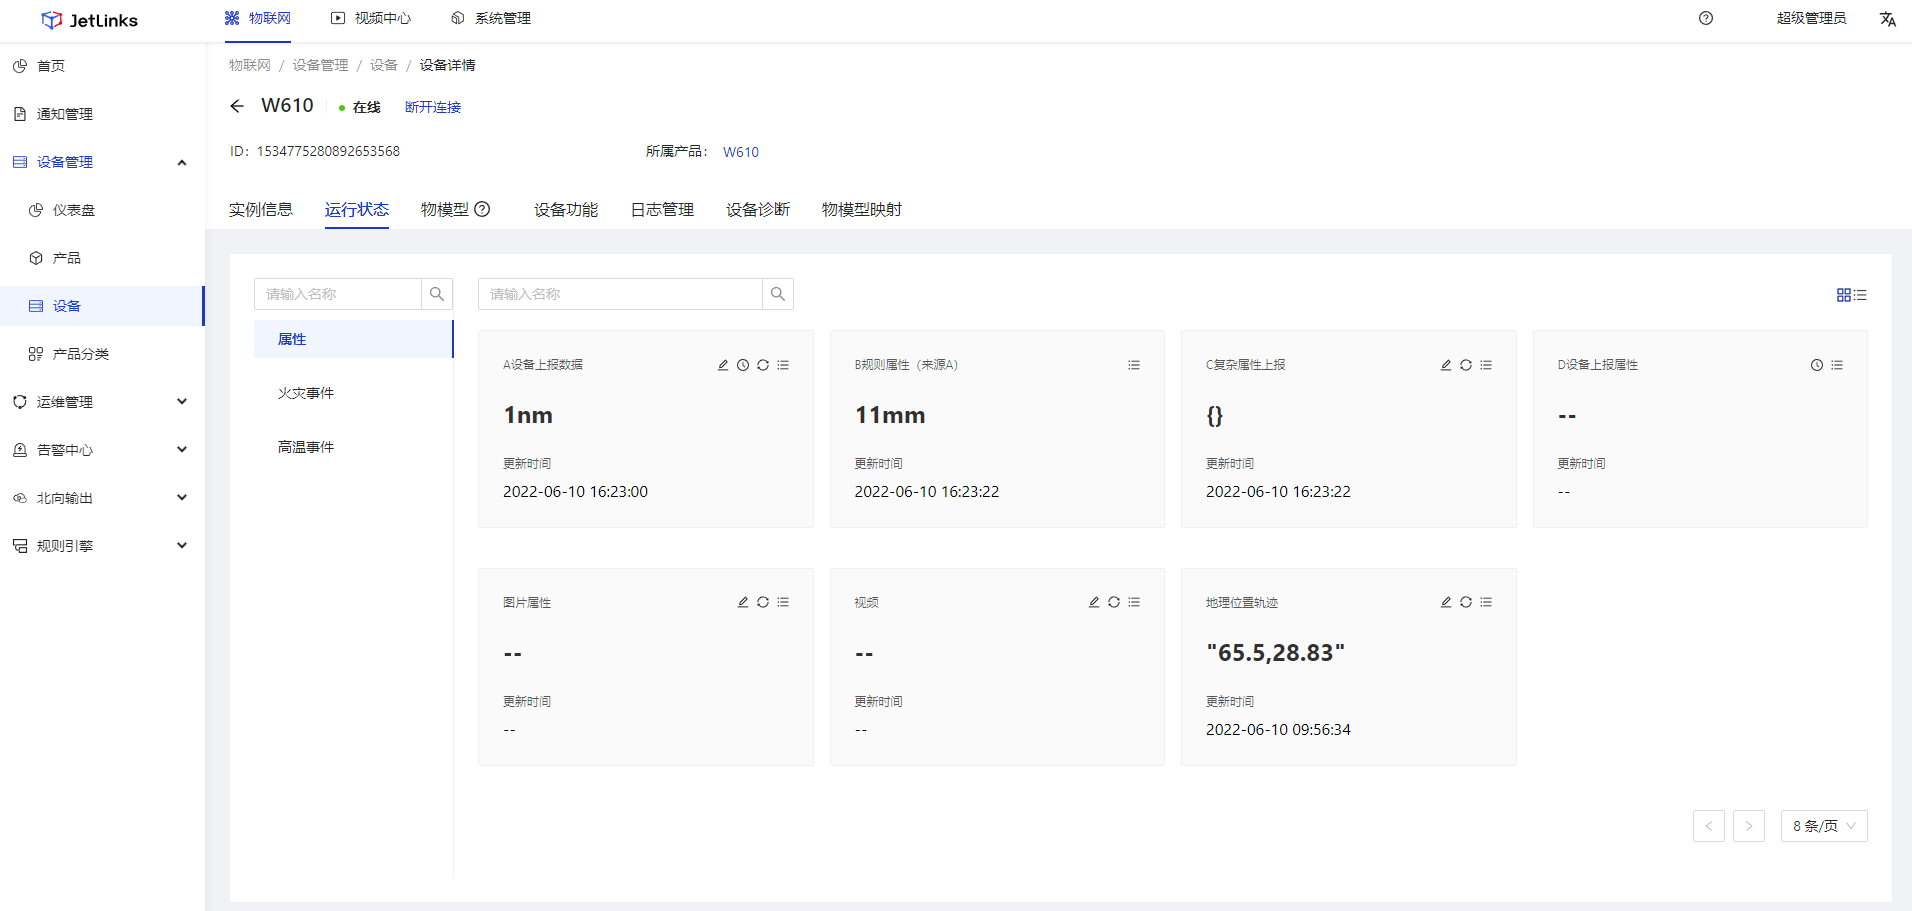 JetLinks
物联网
视频中心
系统管理
超级管理员
首页
通知管理
设备管理
仪表盘
产品
设备
产品分类
运维管理
告警中心
北向输出
规则引擎
物联网 / 设备管理 / 设备 / 设备详情
W610 在线 断开连接
ID: 1534775280892653568
所属产品: W610
实例信息 运行状态 物模型 设备功能 日志管理 设备诊断 物模型映射
请输入名称
属性
火灾事件
高温事件
请输入名称
A设备上报数据
1nm
更新时间
2022-06-10 16:23:00
B规则属性（来源A）
11mm
更新时间
2022-06-10 16:23:22
C复杂属性上报
{}
更新时间
2022-06-10 16:23:22
D设备上报属性
--
更新时间
--
图片属性
--
更新时间
--
视频
--
更新时间
--
地理位置轨迹
"65.5,28.83"
更新时间
2022-06-10 09:56:34
< > 8 条/页